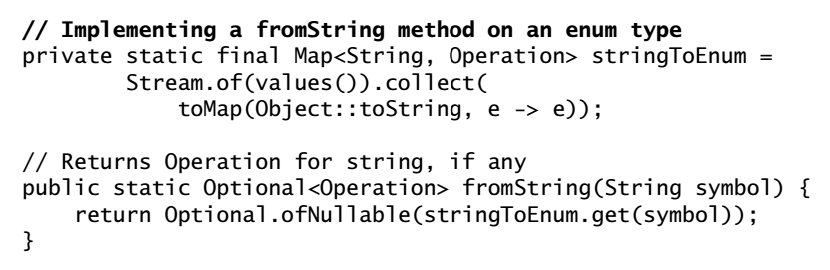 // Implementing a fromString method on an enum type
private static final Map<String, Operation> stringToEnum =
        Stream.of(values()).collect(
            toMap(Object::toString, e -> e));

// Returns Operation for string, if any
public static Optional<Operation> fromString(String symbol) {
    return Optional.ofNullable(stringToEnum.get(symbol));
}